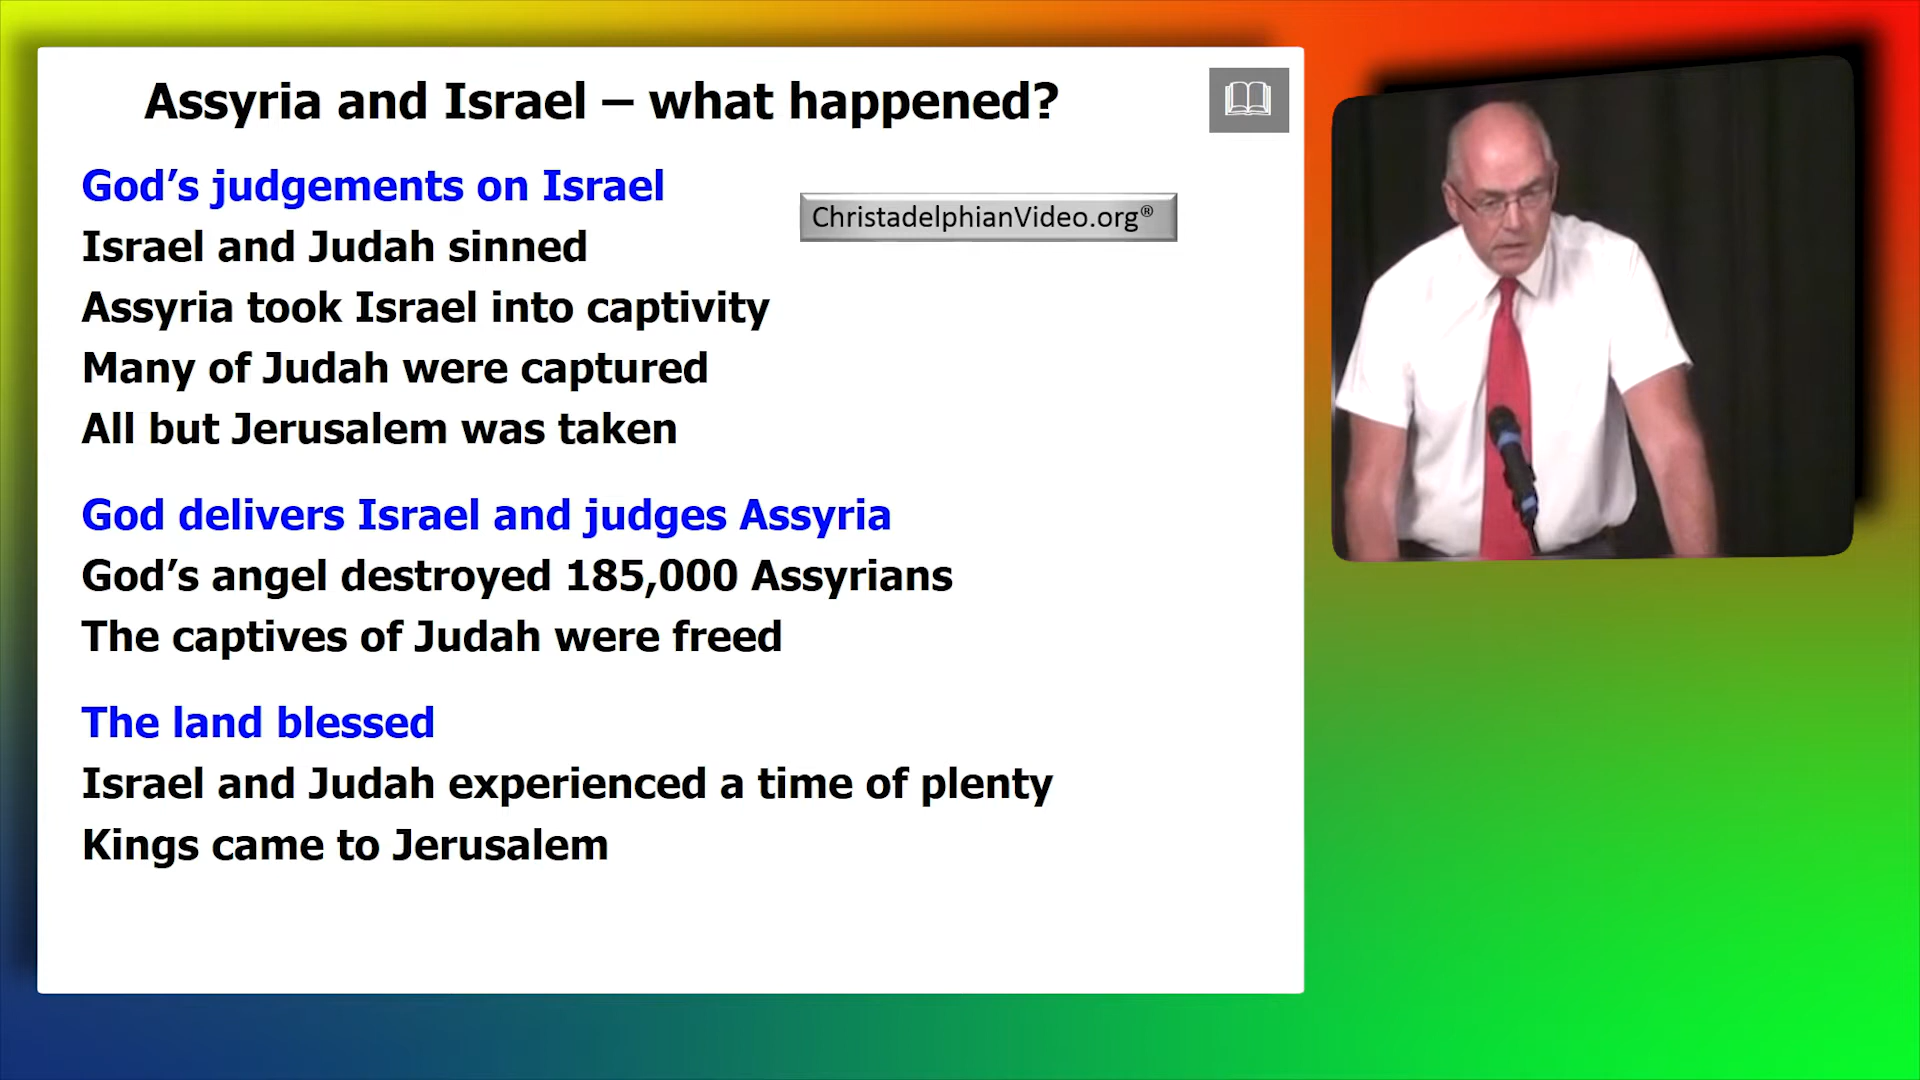 Assyria and Israel – what happened?
God’s judgements on Israel
ChristadelphianVideo.org®
Israel and Judah sinned
Assyria took Israel into captivity
Many of Judah were captured
All but Jerusalem was taken
God delivers Israel and judges Assyria
God’s angel destroyed 185,000 Assyrians
The captives of Judah were freed
The land blessed
Israel and Judah experienced a time of plenty
Kings came to Jerusalem